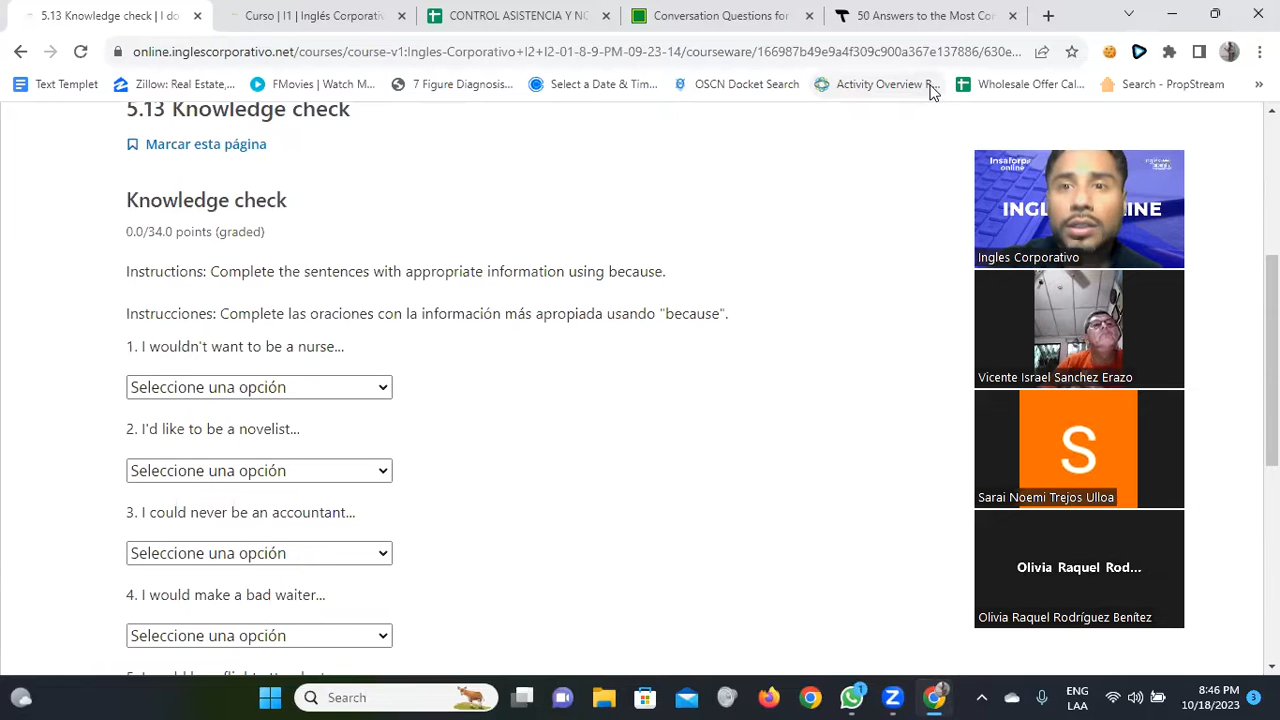 5.13 Knowledge check | I do
Curso | I1 | Inglés Corporativ
CONTROL ASISTENCIA Y NO
Conversation Questions for
50 Answers to the Most Cor
online.inglescorporativo.net/courses/course-v1:Ingles-Corporativo+I2+I2-01-8-9-PM-09-23-14/courseware/166987b49e9a4f309c900a367e137886/630e...
Text Templet
Zillow: Real Estate,...
FMovies | Watch M...
7 Figure Diagnosis...
Select a Date & Tim...
OSCN Docket Search
Activity Overview
Wholesale Offer Cal...
Search - PropStream
»
5.13 Knowledge check
Marcar esta página
Knowledge check
0.0/34.0 points (graded)
Instructions: Complete the sentences with appropriate information using because.
Instrucciones: Complete las oraciones con la información más apropiada usando "because".
1. I wouldn't want to be a nurse...
Seleccione una opción
2. I'd like to be a novelist...
Seleccione una opción
3. I could never be an accountant...
Seleccione una opción
4. I would make a bad waiter...
Seleccione una opción
Insaforp
online
INGL
LINE
Ingles Corporativo
Vicente Israel Sanchez Erazo
S
Sarai Noemi Trejos Ulloa
Olivia Raquel Rod...
Olivia Raquel Rodríguez Benítez
Search
1
ENG
LAA
8:46 PM
10/18/2023
3